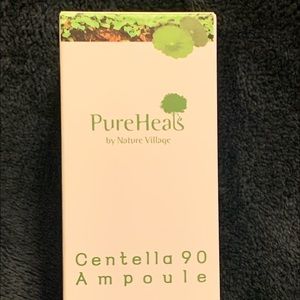 PureHeals
by Nature Village
Centella 90
Ampoule